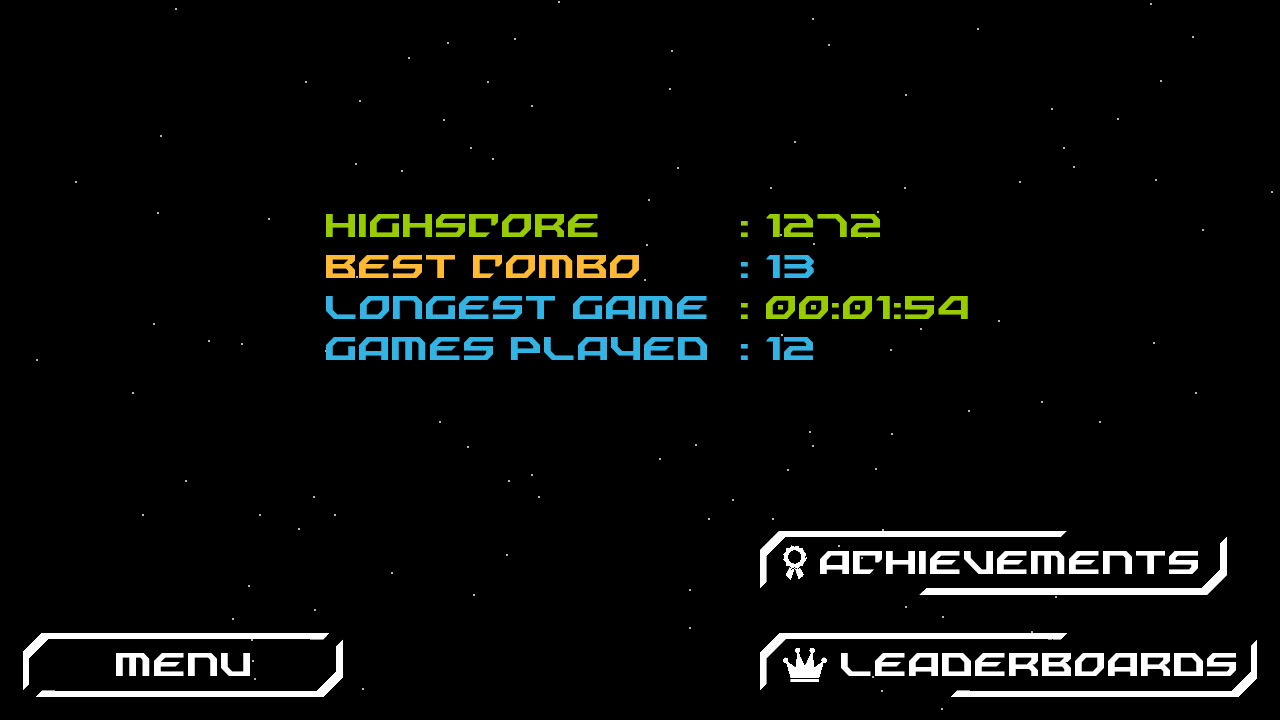 HIGHSCORE : 1272
BEST COMBO : 13
LONGEST GAME : 00:01:54
GAMES PLAYED : 12
ACHIEVEMENTS
MENU
LEADERBOARDS